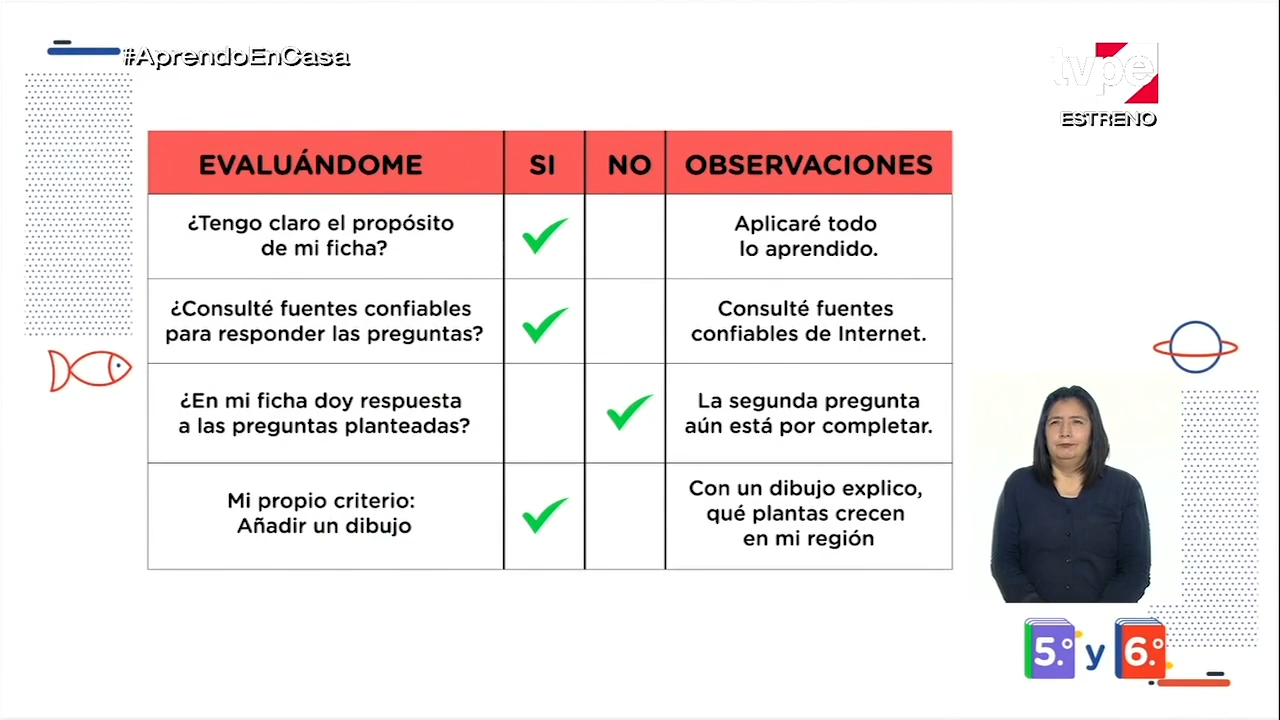 #AprendoEnCasa
tvpe
ESTRENO
EVALUÁNDOME SI NO OBSERVACIONES
¿Tengo claro el propósito
de mi ficha?
Aplicaré todo
lo aprendido.
¿Consulté fuentes confiables
para responder las preguntas?
Consulté fuentes
confiables de Internet.
¿En mi ficha doy respuesta
a las preguntas planteadas?
La segunda pregunta
aún está por completar.
Mi propio criterio:
Añadir un dibujo
Con un dibujo explico,
qué plantas crecen
en mi región
5.º y 6.º